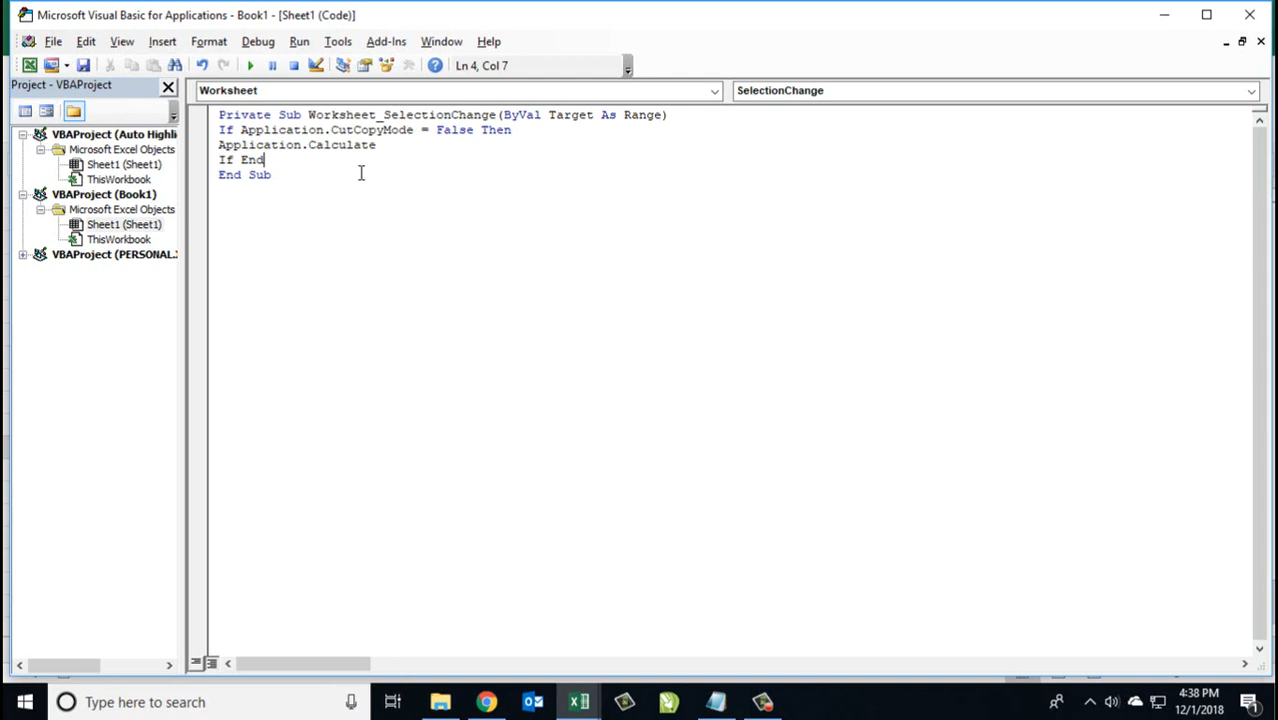 Microsoft Visual Basic for Applications - Book1 - [Sheet1 (Code)]
File Edit View Insert Format Debug Run Tools Add-Ins Window Help
Ln 4, Col 7
Project - VBAProject
Worksheet
SelectionChange
VBAProject (Auto Highli
Microsoft Excel Objects
Sheet1 (Sheet1)
ThisWorkbook
VBAProject (Book1)
Microsoft Excel Objects
Sheet1 (Sheet1)
ThisWorkbook
VBAProject (PERSONAL.
Private Sub Worksheet_SelectionChange(ByVal Target As Range)
If Application.CutCopyMode = False Then
Application.Calculate
If End
End Sub
Type here to search
4:38 PM
12/1/2018
1